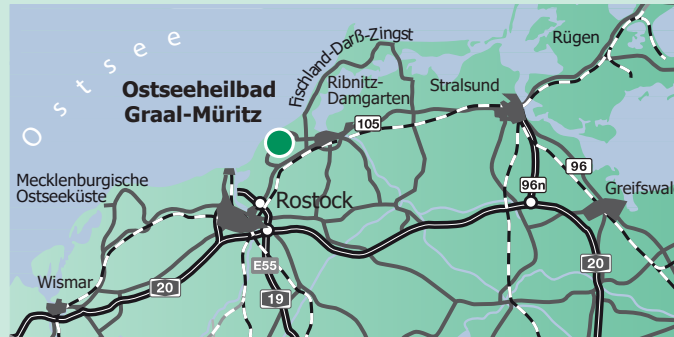 Ostsee
Fischland-Darß-Zingst
Rügen
Ostseeheilbad
Graal-Müritz
Ribnitz-
Damgarten
Stralsund
105
96
96n
Mecklenburgische
Ostseeküste
Rostock
Greifswal
E55
20
Wismar
20
19